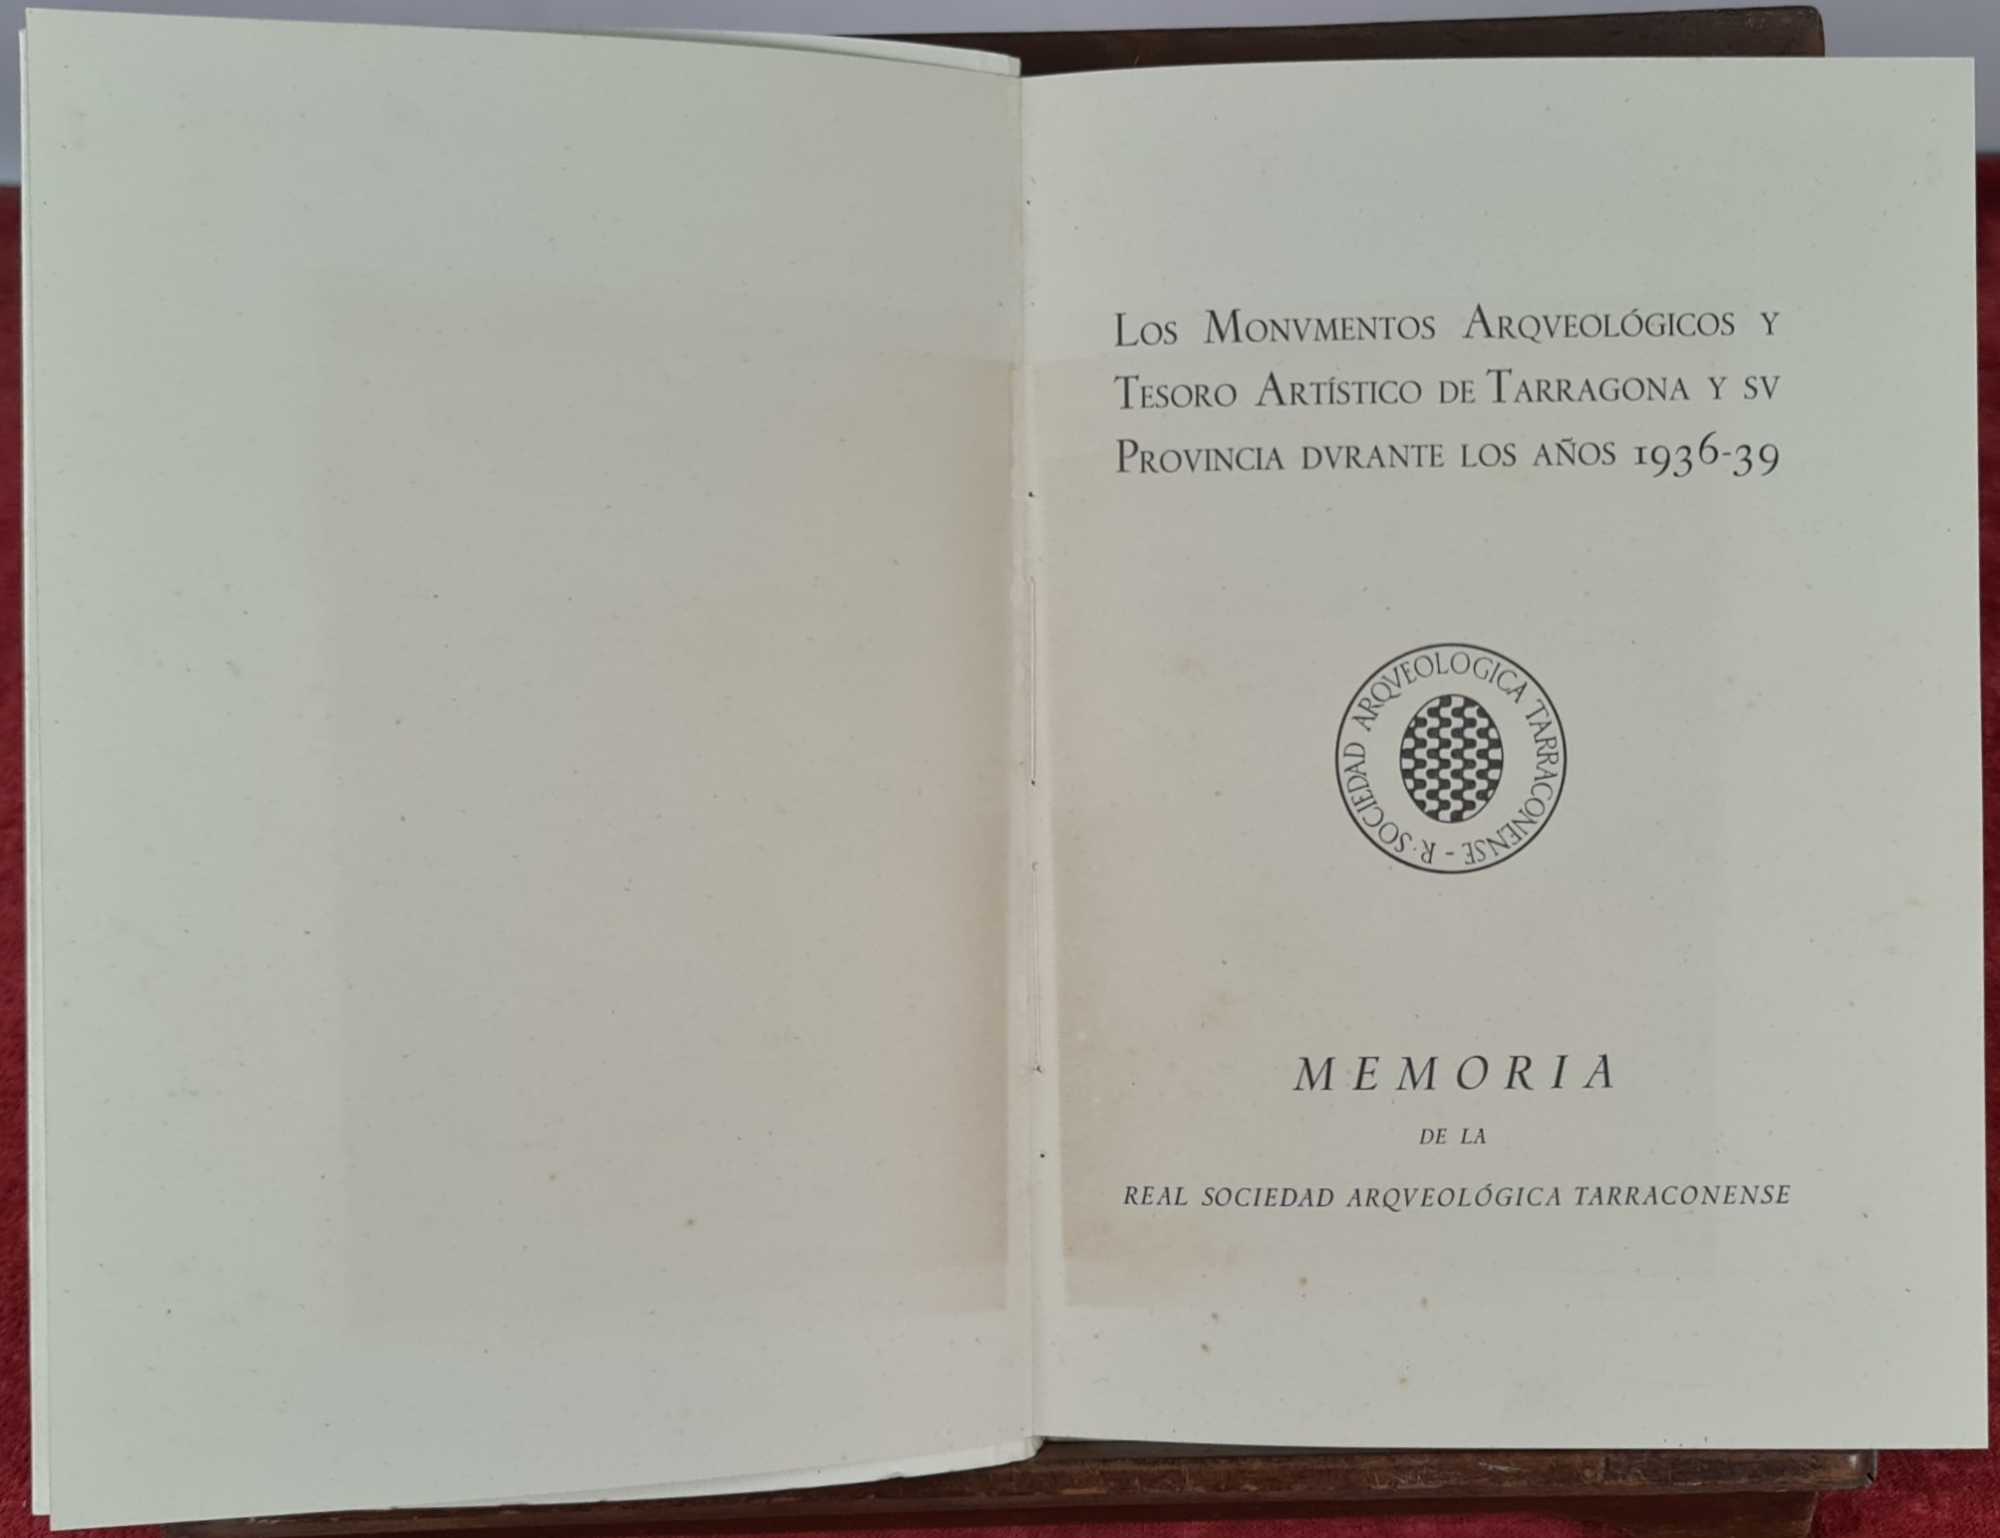 Los Monvmentos Arqveológicos y
Tesoro Artístico de Tarragona y sv
Provincia dvrante los años 1936-39
R. SOCIEDAD ARQVEOLOGICA TARRACONENSE -
MEMORIA
DE LA
REAL SOCIEDAD ARQVEOLÓGICA TARRACONENSE